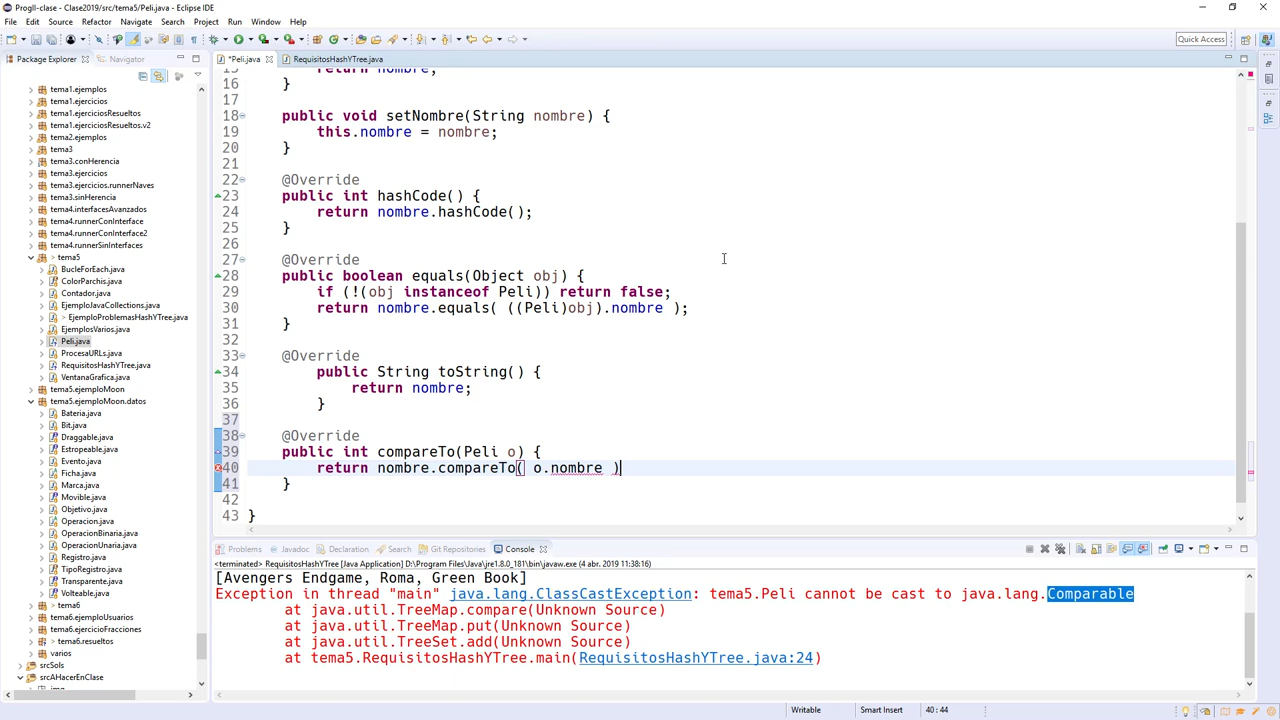 ProgII-clase - Clase2019/src/tema5/Peli.java - Eclipse IDE
File Edit Source Refactor Navigate Search Project Run Window Help
Quick Access
Package Explorer
Navigator
*Peli.java
RequisitosHashYTree.java
tema1.ejemplos
tema1.ejercicios
tema1.ejerciciosResueltos
tema1.ejerciciosResueltos.v2
tema2.ejemplos
tema3
tema3.conHerencia
tema3.ejercicios
tema3.ejercicios.runnerNaves
tema3.sinHerencia
tema4.interfacesAvanzados
tema4.runnerConInterface
tema4.runnerConInterface2
tema4.runnerSinInterfaces
> tema5
BucleForEach.java
ColorParchis.java
Contador.java
EjemploJavaCollections.java
> EjemploProblemasHashYTree.java
EjemplosVarios.java
Peli.java
ProcesaURLs.java
RequisitosHashYTree.java
VentanaGrafica.java
tema5.ejemploMoon
tema5.ejemploMoon.datos
Bateria.java
Bit.java
Draggable.java
Estropeable.java
Evento.java
Ficha.java
Marca.java
Movible.java
Objetivo.java
Operacion.java
OperacionBinaria.java
OperacionUnaria.java
Registro.java
TipoRegistro.java
Transparente.java
Volteable.java
> tema6
tema6.ejemploUsuarios
tema6.ejercicioFracciones
tema6.resueltos
varios
srcSols
srcAHacerEnClase
15 return nombre;
16 }
17
18 public void setNombre(String nombre) {
19 this.nombre = nombre;
20 }
21
22 @Override
23 public int hashCode() {
24 return nombre.hashCode();
25 }
26
27 @Override
28 public boolean equals(Object obj) {
29 if (!(obj instanceof Peli)) return false;
30 return nombre.equals( ((Peli)obj).nombre );
31 }
32
33 @Override
34 public String toString() {
35 return nombre;
36 }
37
38 @Override
39 public int compareTo(Peli o) {
40 return nombre.compareTo( o.nombre )
41 }
42
43 }
Problems Javadoc Declaration Search Git Repositories Console
<terminated> RequisitosHashYTree [Java Application] D:\Program Files\Java\jre1.8.0_181\bin\javaw.exe (4 abr. 2019 11:38:16)
[Avengers Endgame, Roma, Green Book]
Exception in thread "main" java.lang.ClassCastException: tema5.Peli cannot be cast to java.lang.Comparable
at java.util.TreeMap.compare(Unknown Source)
at java.util.TreeMap.put(Unknown Source)
at java.util.TreeSet.add(Unknown Source)
at tema5.RequisitosHashYTree.main(RequisitosHashYTree.java:24)
Writable
Smart Insert
40 : 44